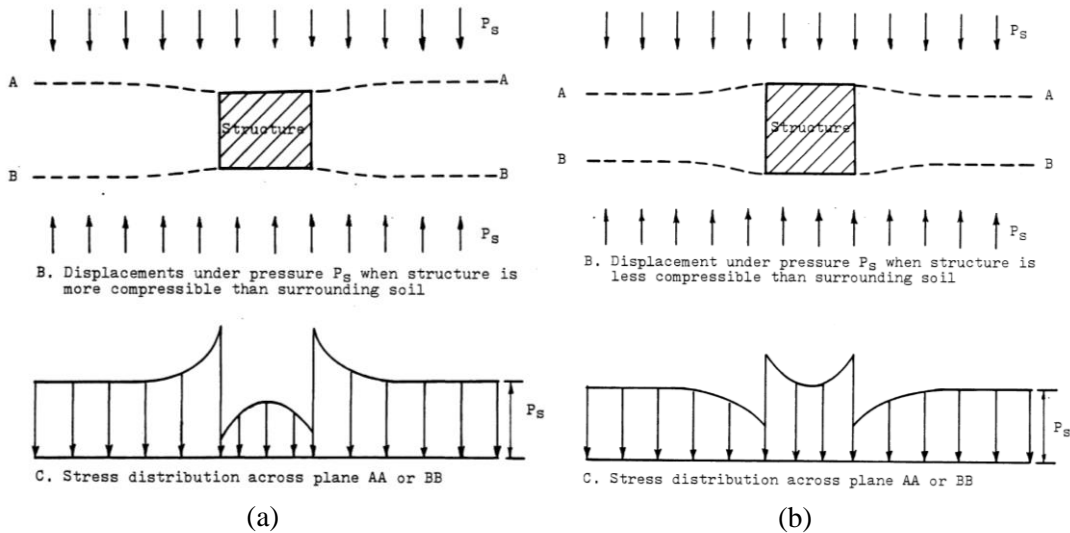 P_s
A A
Structure
B B
P_s
B. Displacements under pressure P_s when structure is
more compressible than surrounding soil
P_s
C. Stress distribution across plane AA or BB
(a)
P_s
A A
Structure
B B
P_s
B. Displacement under pressure P_s when structure is
less compressible than surrounding soil
P_s
C. Stress distribution across plane AA or BB
(b)